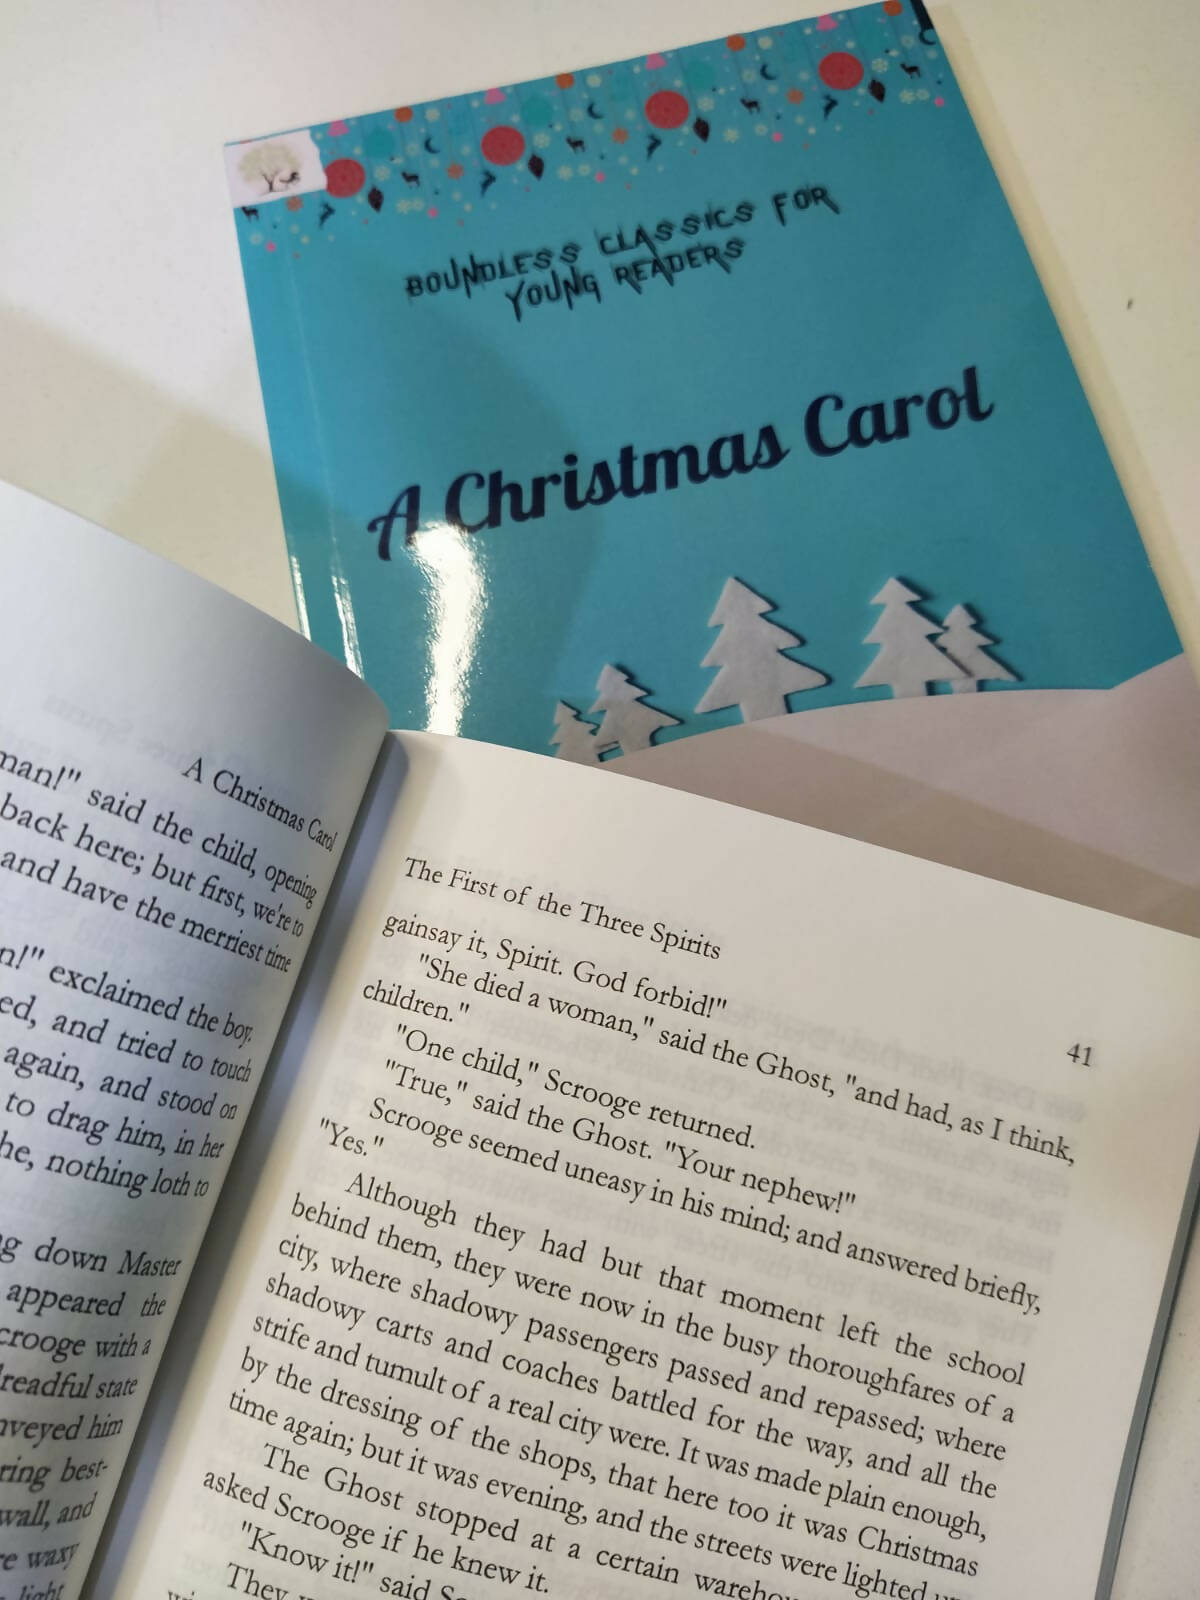 BOUNDLESS CLASSICS FOR
YOUNG READERS
A Christmas Carol
A Christmas Carol
man!" said the child, opening
back here; but first, we're to
and have the merriest time
exclaimed the boy.
and tried to touch
again, and stood on
to drag him, in her
he, nothing loth to
down Master
appeared the
with a
state
him
best-
wall, and
waxy
light
The First of the Three Spirits
41
gainsay it, Spirit. God forbid!"
"She died a woman," said the Ghost, "and had, as I think,
children."
"One child," Scrooge returned.
"True," said the Ghost. "Your nephew!"
Scrooge seemed uneasy in his mind; and answered briefly,
"Yes."
Although they had but that moment left the school
behind them, they were now in the busy thoroughfares of a
city, where shadowy passengers passed and repassed; where
shadowy carts and coaches battled for the way, and all the
strife and tumult of a real city were. It was made plain enough,
by the dressing of the shops, that here too it was Christmas
time again; but it was evening, and the streets were lighted
The Ghost stopped at a certain
asked Scrooge if he knew it.
"Know it!" said
They